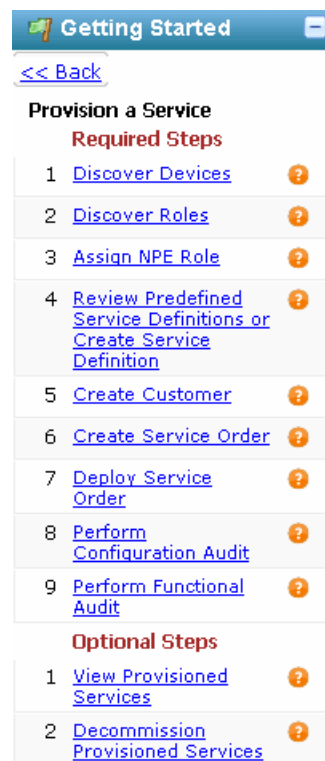 Getting Started
<< Back
Provision a Service
Required Steps
1 Discover Devices
2 Discover Roles
3 Assign NPE Role
4 Review Predefined
Service Definitions or
Create Service
Definition
5 Create Customer
6 Create Service Order
7 Deploy Service
Order
8 Perform
Configuration Audit
9 Perform Functional
Audit
Optional Steps
1 View Provisioned
Services
2 Decommission
Provisioned Services